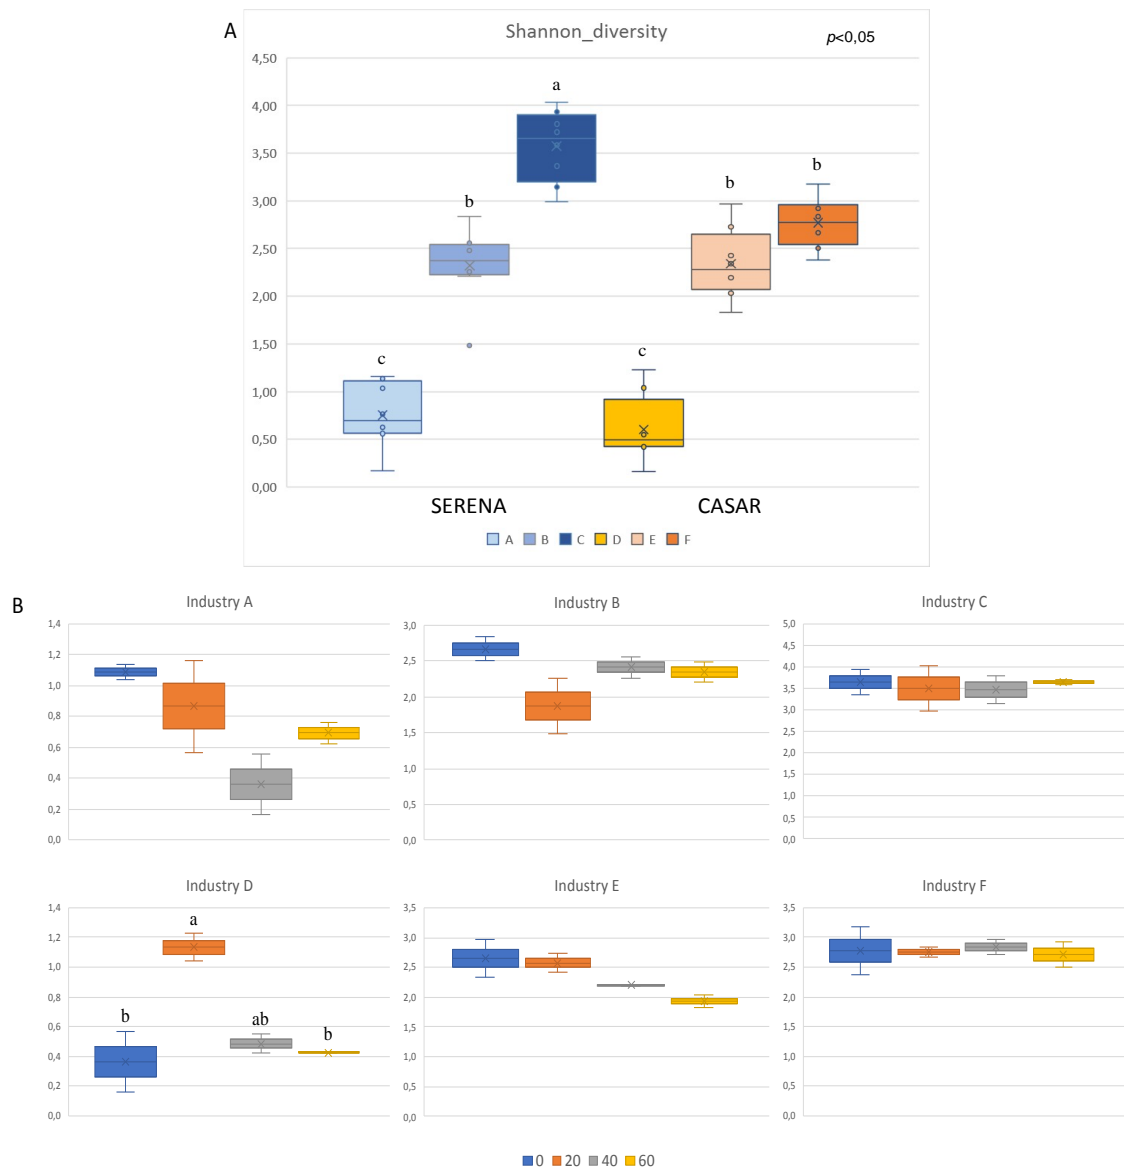 A
Shannon_diversity
p<0,05
4,50
4,00
3,50
3,00
2,50
2,00
1,50
1,00
0,50
0,00
a
b
b
b
c
c
SERENA CASAR
A B C D E F
B
Industry A
1,4
1,2
1,0
0,8
0,6
0,4
0,2
0,0
Industry B
3,0
2,5
2,0
1,5
1,0
0,5
0,0
Industry C
5,0
4,5
4,0
3,5
3,0
2,5
2,0
1,5
1,0
0,5
0,0
Industry D
1,4
1,2
1,0
0,8
0,6
0,4
0,2
0,0
a
b
ab
b
Industry E
3,5
3,0
2,5
2,0
1,5
1,0
0,5
0,0
Industry F
3,5
3,0
2,5
2,0
1,5
1,0
0,5
0,0
0 20 40 60